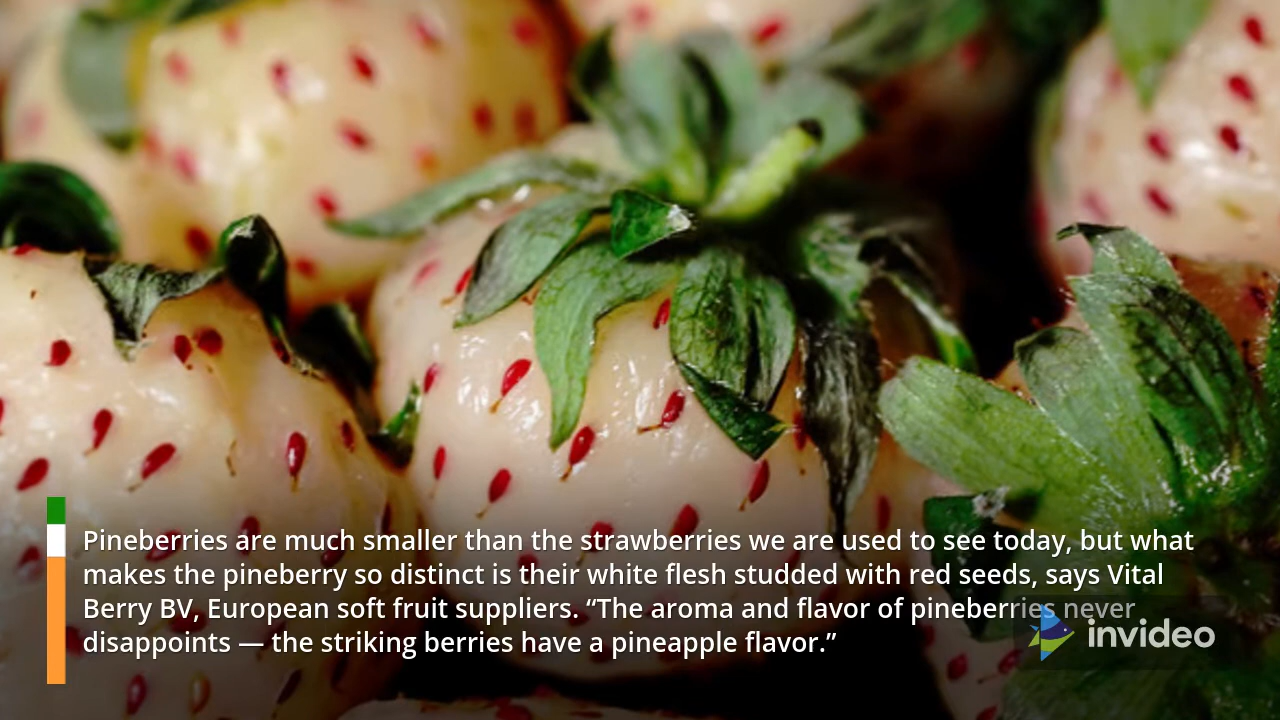 Pineberries are much smaller than the strawberries we are used to see today, but what
makes the pineberry so distinct is their white flesh studded with red seeds, says Vital
Berry BV, European soft fruit suppliers. “The aroma and flavor of pineberries never
disappoints — the striking berries have a pineapple flavor.”
invideo